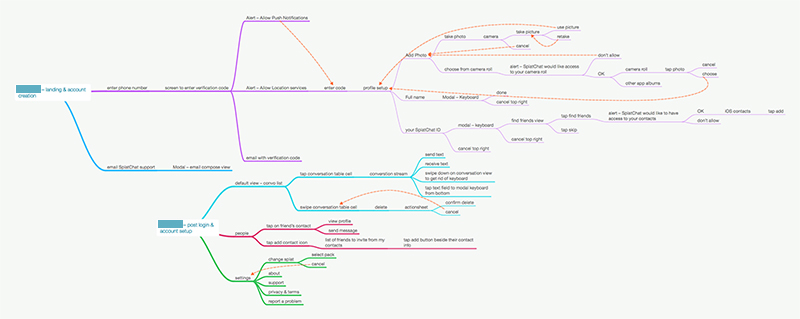 – landing & account
creation
enter phone number
screen to enter verification code
Alert – Allow Push Notifications
Alert – Allow Location services
enter code
email with verification code
profile setup
Add Photo
take photo
camera
take picture
use picture
retake
cancel
choose from camera roll
alert – SplatChat would like access
to your camera roll
don't allow
OK
camera roll
tap photo
cancel
choose
other app albums
Full name
Modal – Keyboard
done
cancel top right
your SplatChat ID
modal – keyboard
find friends view
tap find friends
alert – SplatChat would like to have
access to your contacts
OK
iOS contacts
tap add
don't allow
tap skip
cancel top right
cancel top right
email SplatChat support
Modal – email compose view
– post login &
account setup
default view – convo list
tap conversation table cell
conversation stream
send text
receive text
swipe down on conversation view
to get rid of keyboard
tap text field to modal keyboard
from bottom
swipe conversation table cell
delete
actionsheet
confirm delete
cancel
people
tap on friend's contact
view profile
send message
tap add contact icon
list of friends to invite from my
contacts
tap add button beside their contact
info
settings
change splat
select pack
cancel
about
support
privacy & terms
report a problem